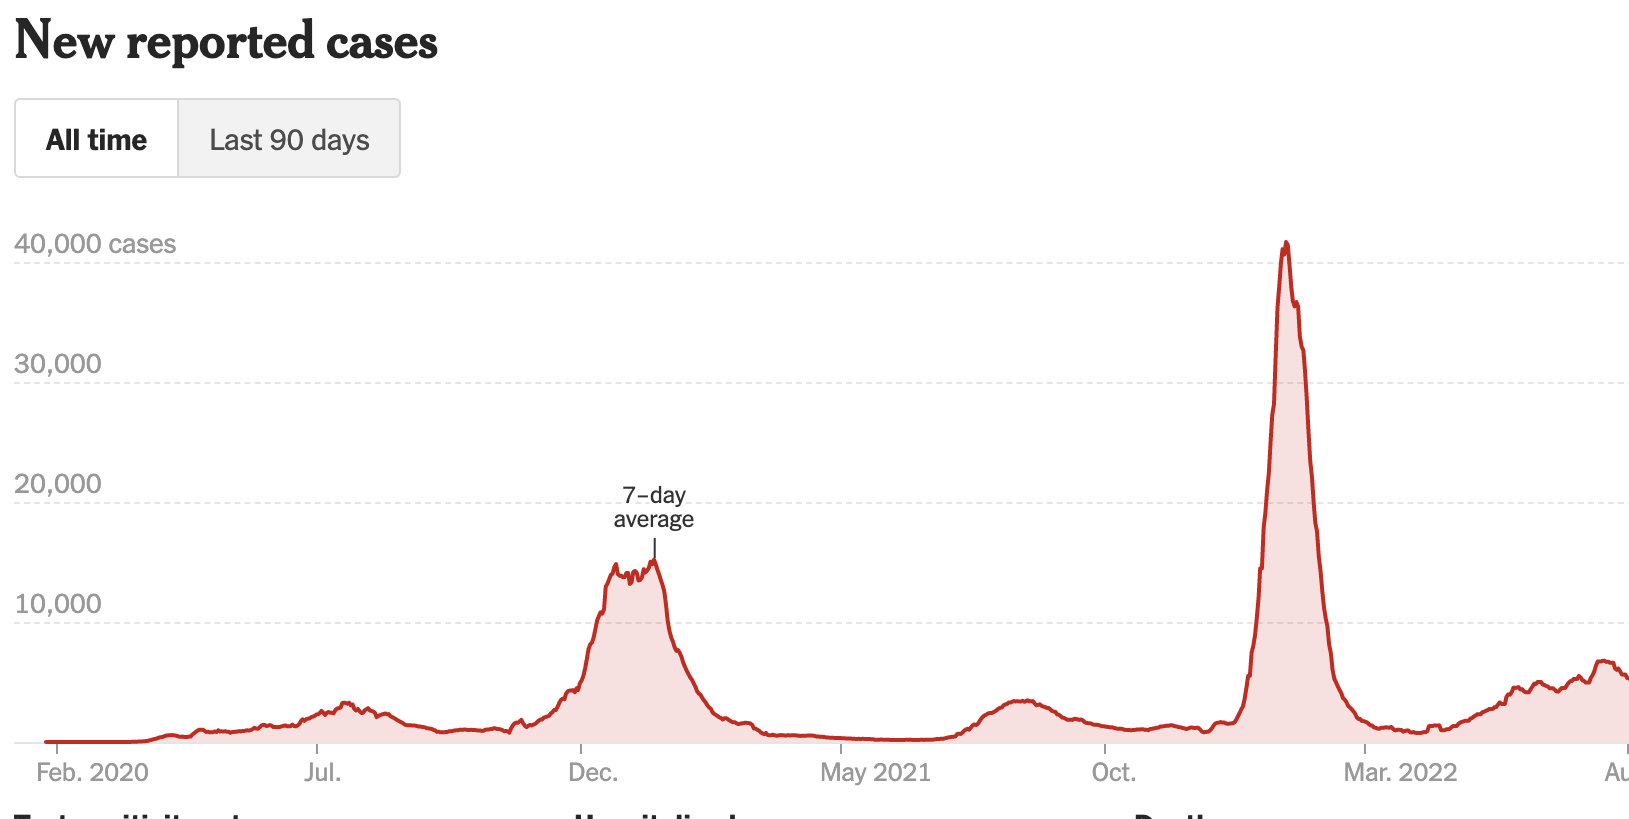 New reported cases
All time
Last 90 days
40,000 cases
30,000
20,000
7–day
average
10,000
Feb. 2020
Jul.
Dec.
May 2021
Oct.
Mar. 2022